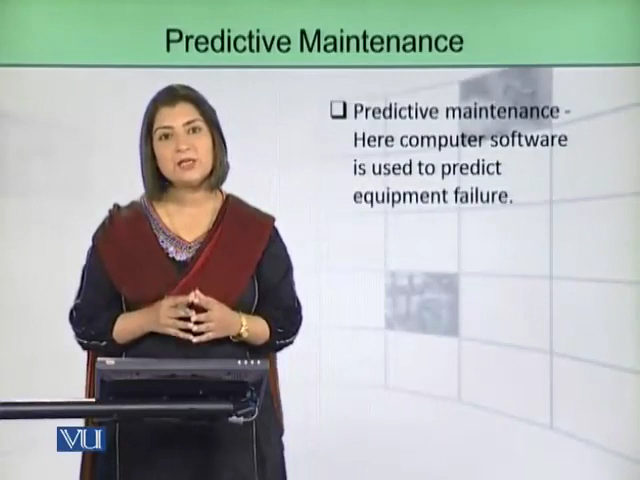 Predictive Maintenance
❑ Predictive maintenance -
Here computer software
is used to predict
equipment failure.
VU